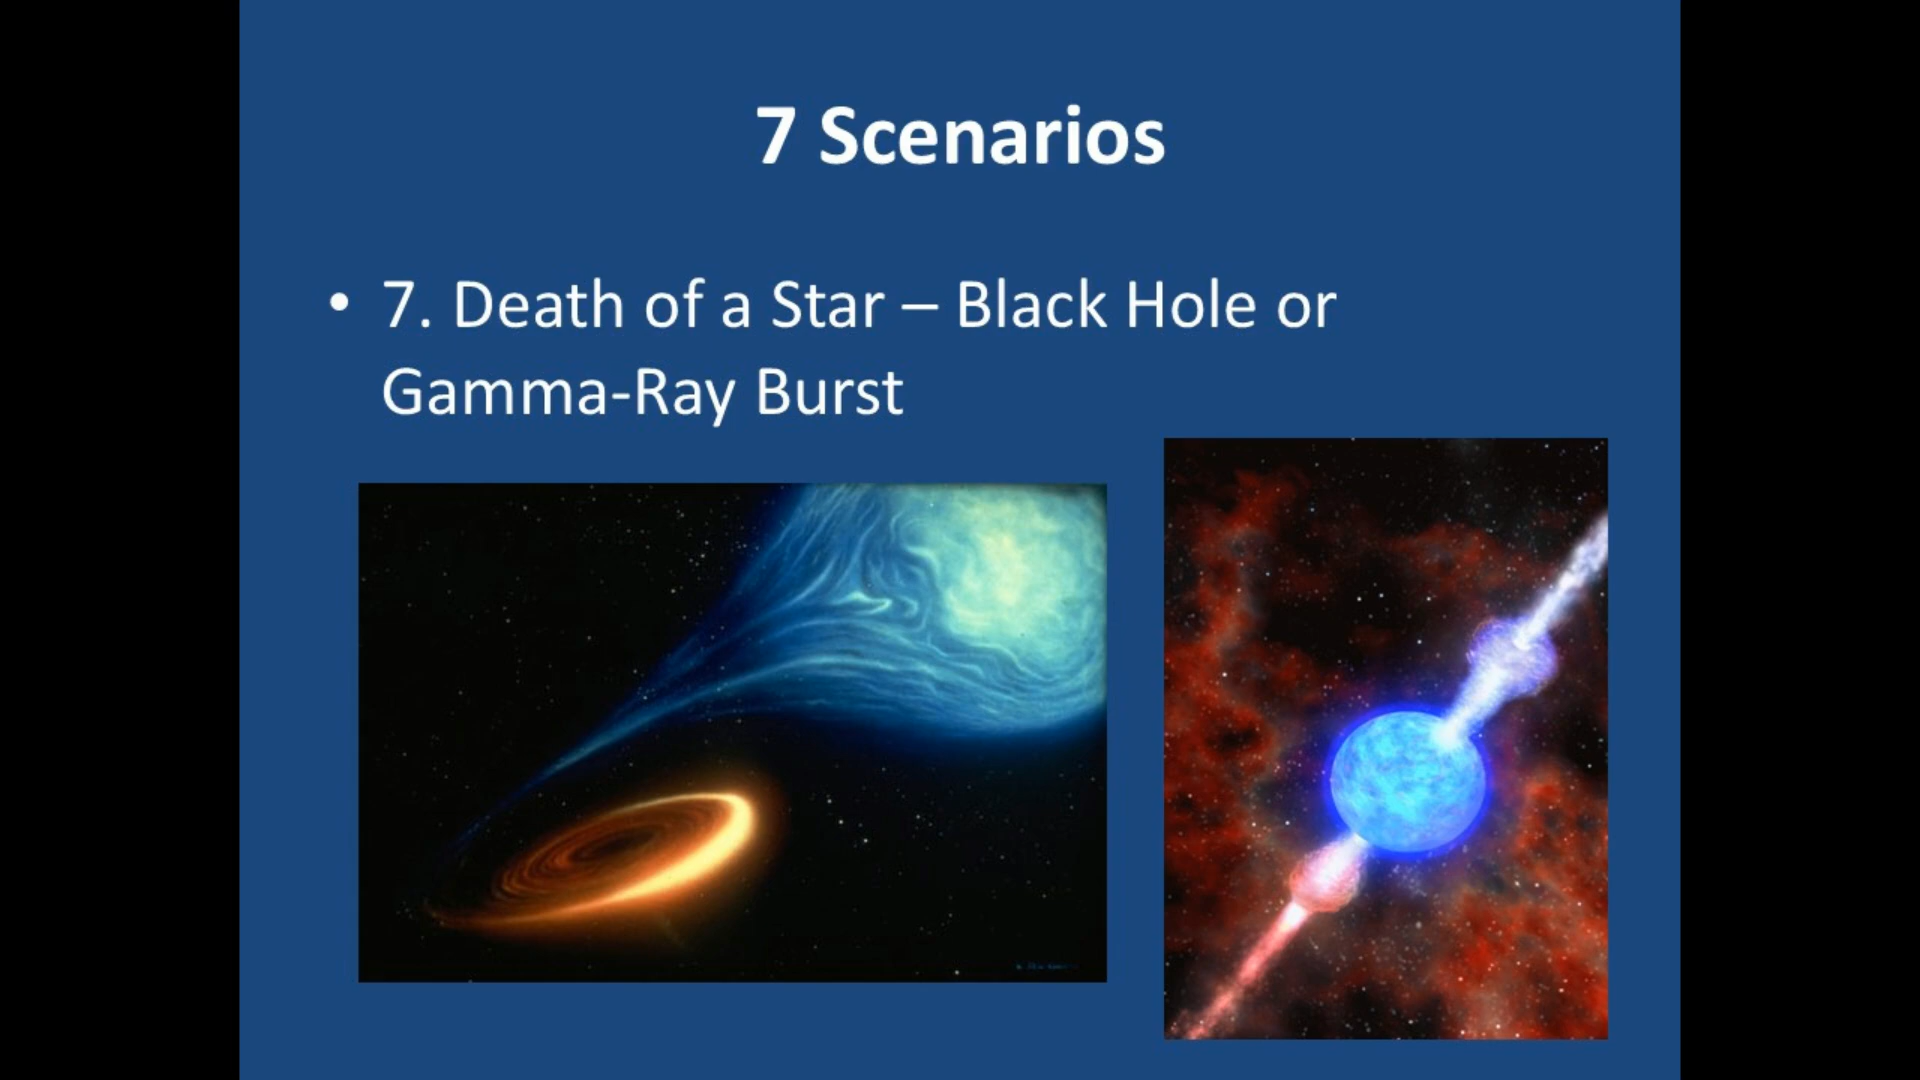 7 Scenarios
• 7. Death of a Star – Black Hole or
Gamma-Ray Burst